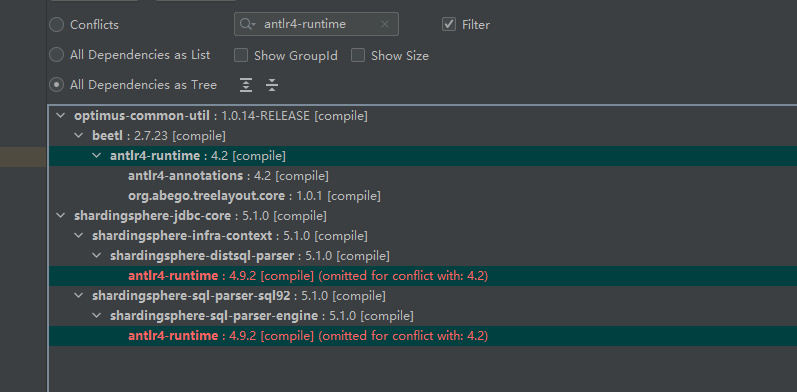 Conflicts
antlr4-runtime
Filter
All Dependencies as List
Show GroupId
Show Size
All Dependencies as Tree
optimus-common-util : 1.0.14-RELEASE [compile]
beetl : 2.7.23 [compile]
antlr4-runtime : 4.2 [compile]
antlr4-annotations : 4.2 [compile]
org.abego.treelayout.core : 1.0.1 [compile]
shardingsphere-jdbc-core : 5.1.0 [compile]
shardingsphere-infra-context : 5.1.0 [compile]
shardingsphere-distsql-parser : 5.1.0 [compile]
antlr4-runtime : 4.9.2 [compile] (omitted for conflict with: 4.2)
shardingsphere-sql-parser-sql92 : 5.1.0 [compile]
shardingsphere-sql-parser-engine : 5.1.0 [compile]
antlr4-runtime : 4.9.2 [compile] (omitted for conflict with: 4.2)